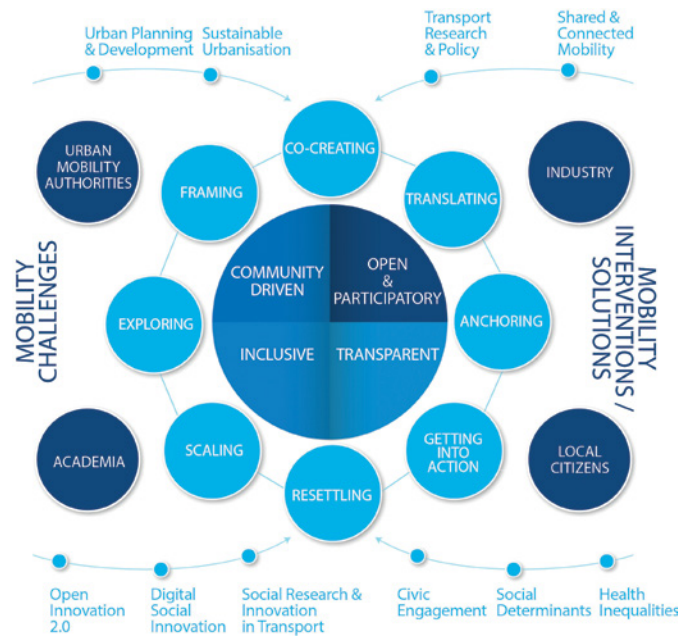 Urban Planning
& Development
Sustainable
Urbanisation
Transport
Research
& Policy
Shared &
Connected
Mobility
URBAN
MOBILITY
AUTHORITIES
CO-CREATING
INDUSTRY
FRAMING
TRANSLATING
MOBILITY
CHALLENGES
COMMUNITY
DRIVEN
OPEN
&
PARTICIPATORY
MOBILITY
INTERVENTIONS /
SOLUTIONS
EXPLORING
ANCHORING
INCLUSIVE
TRANSPARENT
ACADEMIA
SCALING
GETTING
INTO
ACTION
LOCAL
CITIZENS
RESETTLING
Open
Innovation
2.0
Digital
Social
Innovation
Social Research &
Innovation
in Transport
Civic
Engagement
Social
Determinants
Health
Inequalities